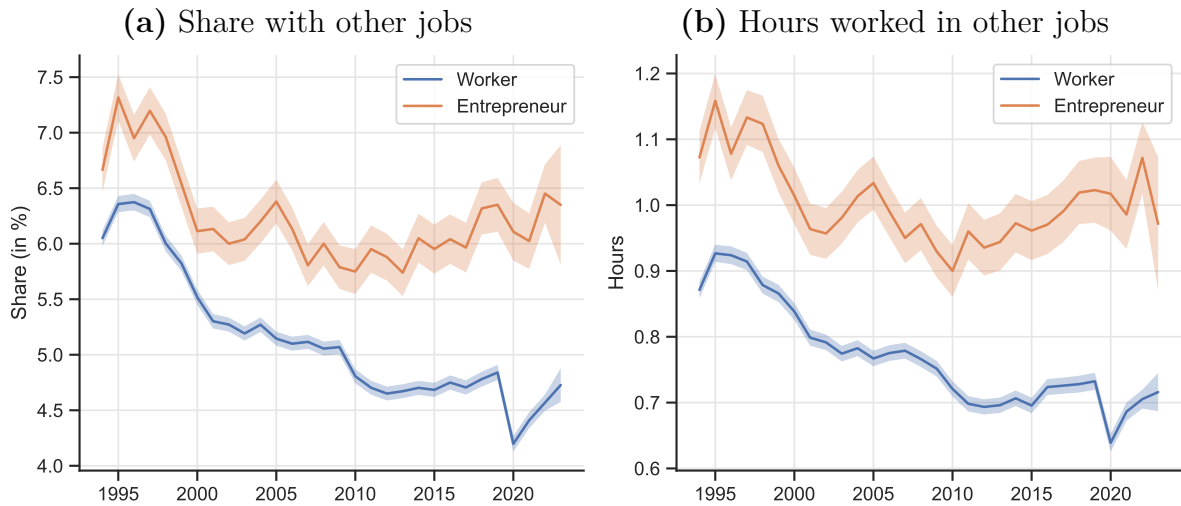 (a) Share with other jobs
Share (in %)
7.5
7.0
6.5
6.0
5.5
5.0
4.5
4.0
1995 2000 2005 2010 2015 2020
Worker
Entrepreneur
(b) Hours worked in other jobs
Hours
1.2
1.1
1.0
0.9
0.8
0.7
0.6
1995 2000 2005 2010 2015 2020
Worker
Entrepreneur